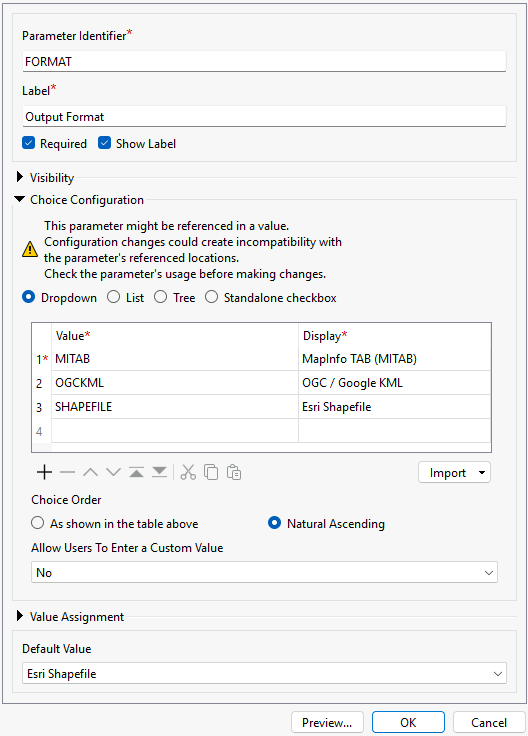 Parameter Identifier*
FORMAT
Label*
Output Format
Required Show Label
Visibility
Choice Configuration
This parameter might be referenced in a value.
Configuration changes could create incompatibility with
the parameter's referenced locations.
Check the parameter's usage before making changes.
Dropdown List Tree Standalone checkbox
Value* Display*
1* MITAB MapInfo TAB (MITAB)
2 OGCKML OGC / Google KML
3 SHAPEFILE Esri Shapefile
4
Import
Choice Order
As shown in the table above Natural Ascending
Allow Users To Enter a Custom Value
No
Value Assignment
Default Value
Esri Shapefile
Preview... OK Cancel